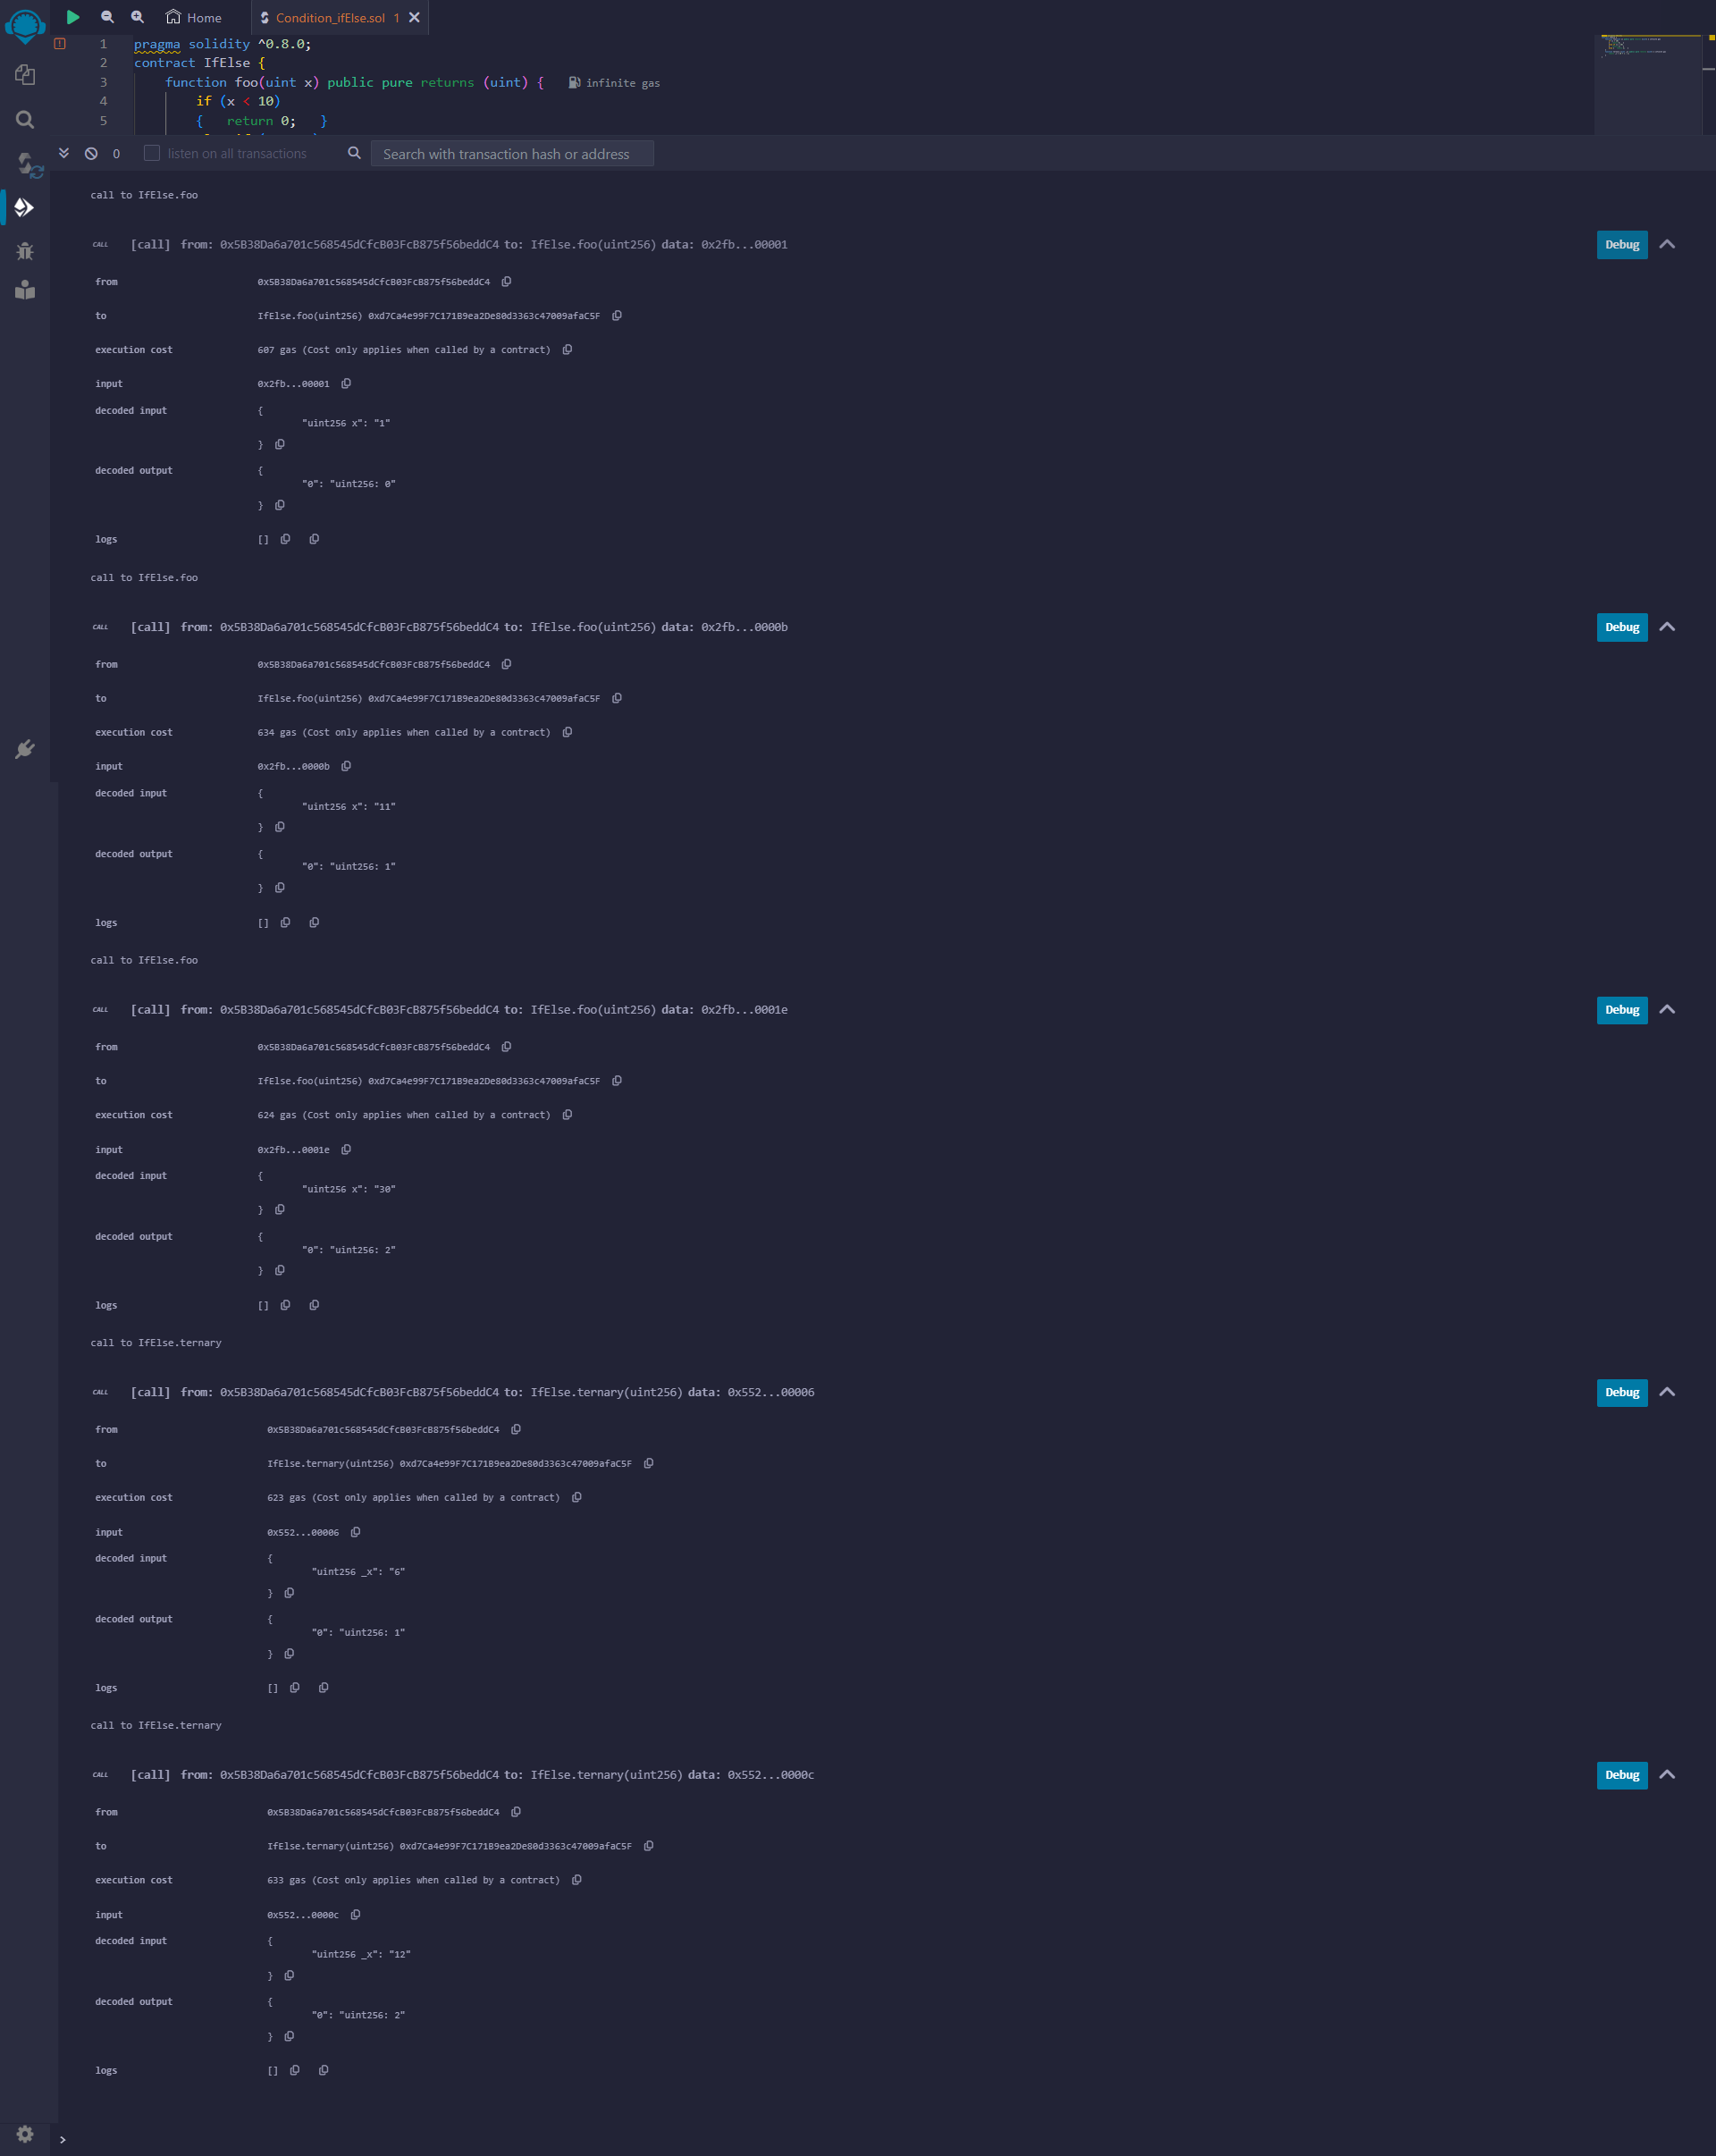 Home
Condition_ifElse.sol 1
1 pragma solidity ^0.8.0;
2 contract IfElse {
3 function foo(uint x) public pure returns (uint) { infinite gas
4 if (x < 10)
5 { return 0; }
0 listen on all transactions Search with transaction hash or address
call to IfElse.foo
CALL [call] from: 0x5B38Da6a701c568545dCfcB03FcB875f56beddC4 to: IfElse.foo(uint256) data: 0x2fb...00001 Debug
from 0x5B38Da6a701c568545dCfcB03FcB875f56beddC4
to IfElse.foo(uint256) 0xd7Ca4e99F7C171B9ea2De80d3363c47009afaC5F
execution cost 607 gas (Cost only applies when called by a contract)
input 0x2fb...00001
decoded input {
"uint256 x": "1"
}
decoded output {
"0": "uint256: 0"
}
logs []
call to IfElse.foo
CALL [call] from: 0x5B38Da6a701c568545dCfcB03FcB875f56beddC4 to: IfElse.foo(uint256) data: 0x2fb...0000b Debug
from 0x5B38Da6a701c568545dCfcB03FcB875f56beddC4
to IfElse.foo(uint256) 0xd7Ca4e99F7C171B9ea2De80d3363c47009afaC5F
execution cost 634 gas (Cost only applies when called by a contract)
input 0x2fb...0000b
decoded input {
"uint256 x": "11"
}
decoded output {
"0": "uint256: 1"
}
logs []
call to IfElse.foo
CALL [call] from: 0x5B38Da6a701c568545dCfcB03FcB875f56beddC4 to: IfElse.foo(uint256) data: 0x2fb...0001e Debug
from 0x5B38Da6a701c568545dCfcB03FcB875f56beddC4
to IfElse.foo(uint256) 0xd7Ca4e99F7C171B9ea2De80d3363c47009afaC5F
execution cost 624 gas (Cost only applies when called by a contract)
input 0x2fb...0001e
decoded input {
"uint256 x": "30"
}
decoded output {
"0": "uint256: 2"
}
logs []
call to IfElse.ternary
CALL [call] from: 0x5B38Da6a701c568545dCfcB03FcB875f56beddC4 to: IfElse.ternary(uint256) data: 0x552...00006 Debug
from 0x5B38Da6a701c568545dCfcB03FcB875f56beddC4
to IfElse.ternary(uint256) 0xd7Ca4e99F7C171B9ea2De80d3363c47009afaC5F
execution cost 623 gas (Cost only applies when called by a contract)
input 0x552...00006
decoded input {
"uint256 _x": "6"
}
decoded output {
"0": "uint256: 1"
}
logs []
call to IfElse.ternary
CALL [call] from: 0x5B38Da6a701c568545dCfcB03FcB875f56beddC4 to: IfElse.ternary(uint256) data: 0x552...0000c Debug
from 0x5B38Da6a701c568545dCfcB03FcB875f56beddC4
to IfElse.ternary(uint256) 0xd7Ca4e99F7C171B9ea2De80d3363c47009afaC5F
execution cost 633 gas (Cost only applies when called by a contract)
input 0x552...0000c
decoded input {
"uint256 _x": "12"
}
decoded output {
"0": "uint256: 2"
}
logs []
>